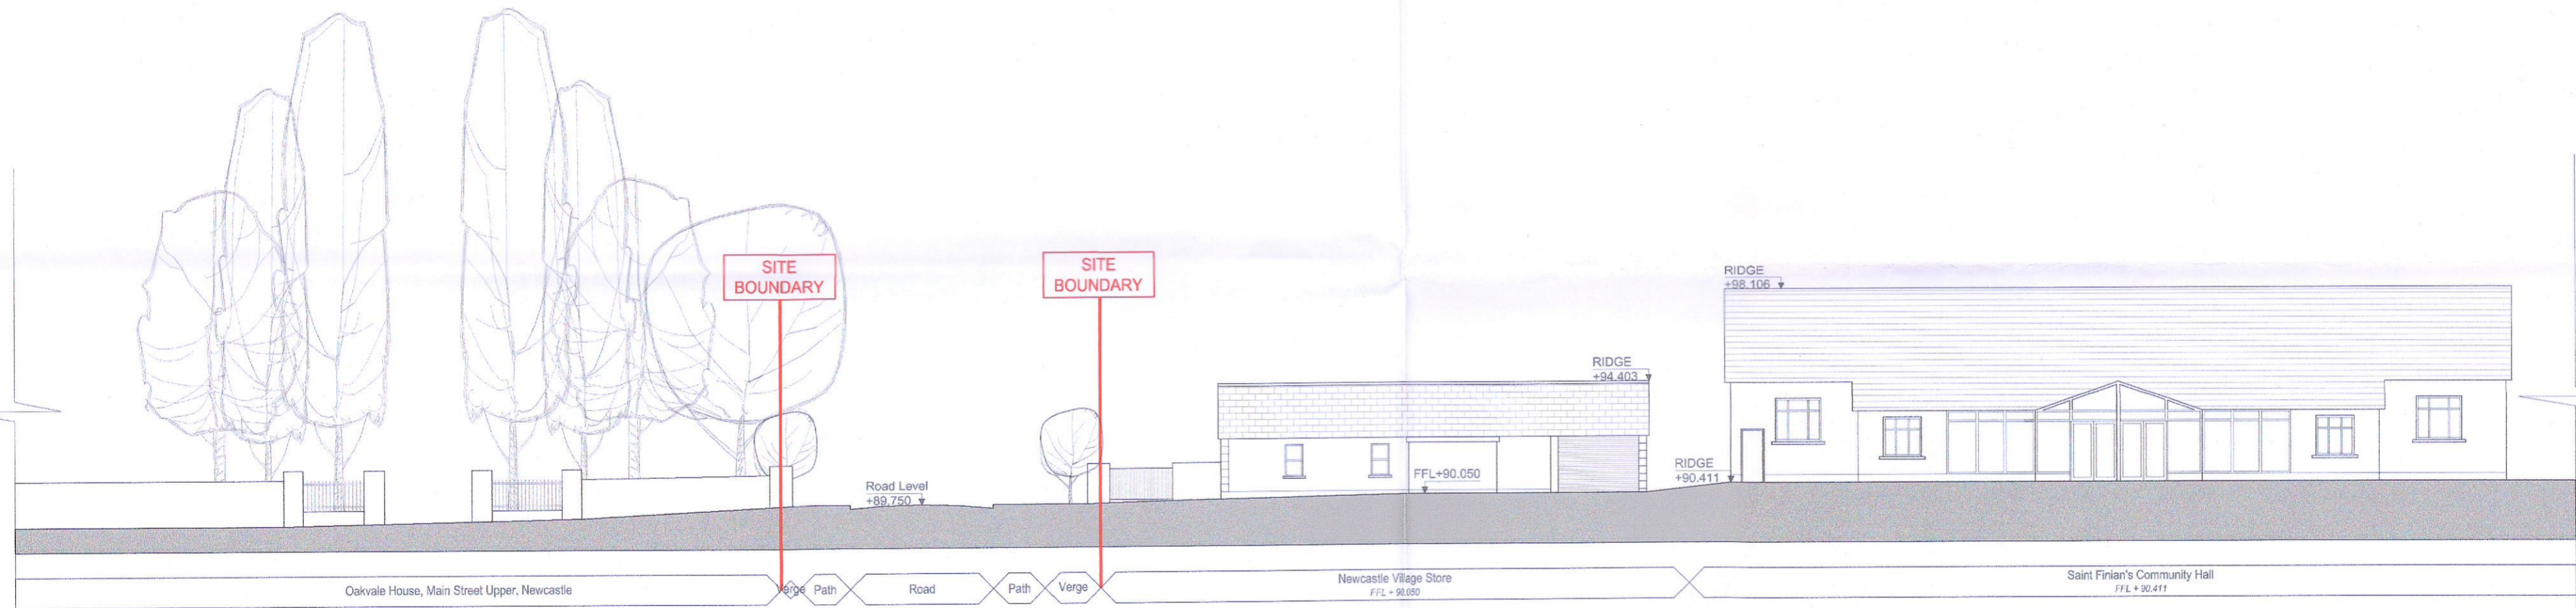 SITE
BOUNDARY
SITE
BOUNDARY
RIDGE
+98.106
RIDGE
+94.403
RIDGE
+90.411
FFL+90.050
Road Level
+89.750
Oakvale House, Main Street Upper, Newcastle
Verge
Path
Road
Path
Verge
Newcastle Village Store
FFL + 90.050
Saint Finian's Community Hall
FFL + 90.411